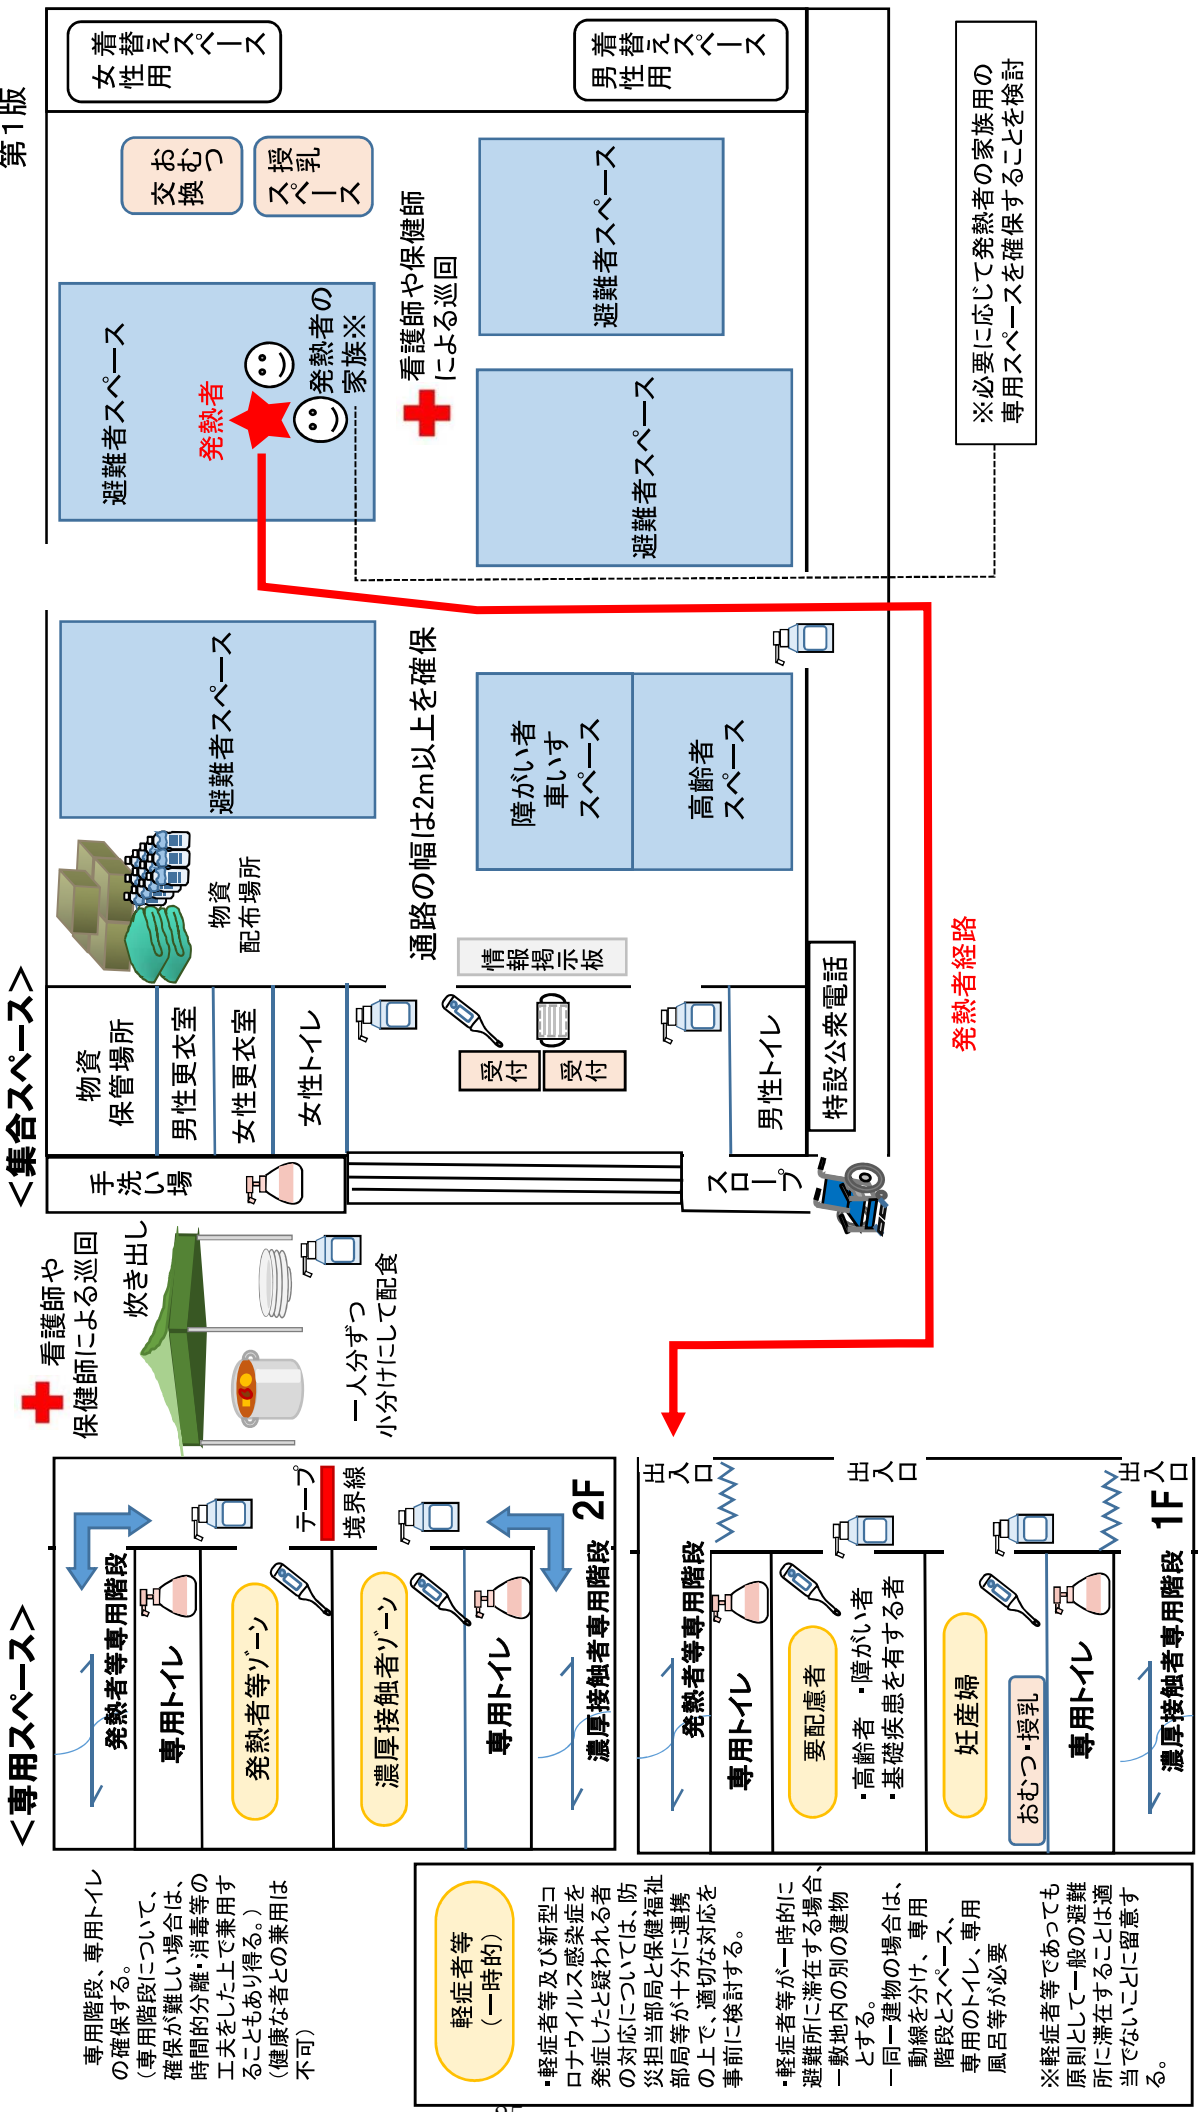 第1版
<専用スペース>
<集合スペース>
専用階段、専用トイレ
の確保する。
(専用階段について、
確保が難しい場合は、
時間的分離・消毒等の
工夫をした上で兼用す
ることもあり得る。)
(健康な者との兼用は
不可)
発熱者等専用階段
専用トイレ
発熱者等ゾーン
濃厚接触者ゾーン
専用トイレ
濃厚接触者専用階段
テープ
境界線
2F
発熱者等専用階段
専用トイレ
要配慮者
・高齢者 ・障がい者
・基礎疾患を有する者
妊産婦
おむつ・授乳
専用トイレ
濃厚接触者専用階段
出入口
出入口
出入口
1F
軽症者等
(一時的)
・軽症者等及び新型コ
ロナウイルス感染症を
発症したと疑われる者
の対応については、防
災担当部局と保健福祉
部局等が十分に連携
の上で、適切な対応を
事前に検討する。
・軽症者等が一時的に
避難所に滞在する場合、
一敷地内の別の建物
とする。
一同一建物の場合は、
動線を分け、専用
階段とスペース、
専用のトイレ、専用
風呂等が必要
※軽症者等であっても
原則として一般の避難
所に滞在することは適
当でないことに留意す
る。
看護師や
保健師による巡回
炊き出し
一人分ずつ
小分けにして配食
手洗い場
スロープ
物資
保管場所
男性更衣室
女性更衣室
女性トイレ
受付
受付
男性トイレ
特設公衆電話
物資
配布場所
情報掲示板
通路の幅は2m以上を確保
避難者スペース
障がい者
車いす
スペース
高齢者
スペース
避難者スペース
発熱者
発熱者の
家族※
看護師や保健師
による巡回
避難者スペース
避難者スペース
おむつ
交換
授乳
スペース
女性用
着替えスペース
男性用
着替えスペース
発熱者経路
※必要に応じて発熱者の家族用の
専用スペースを確保することを検討